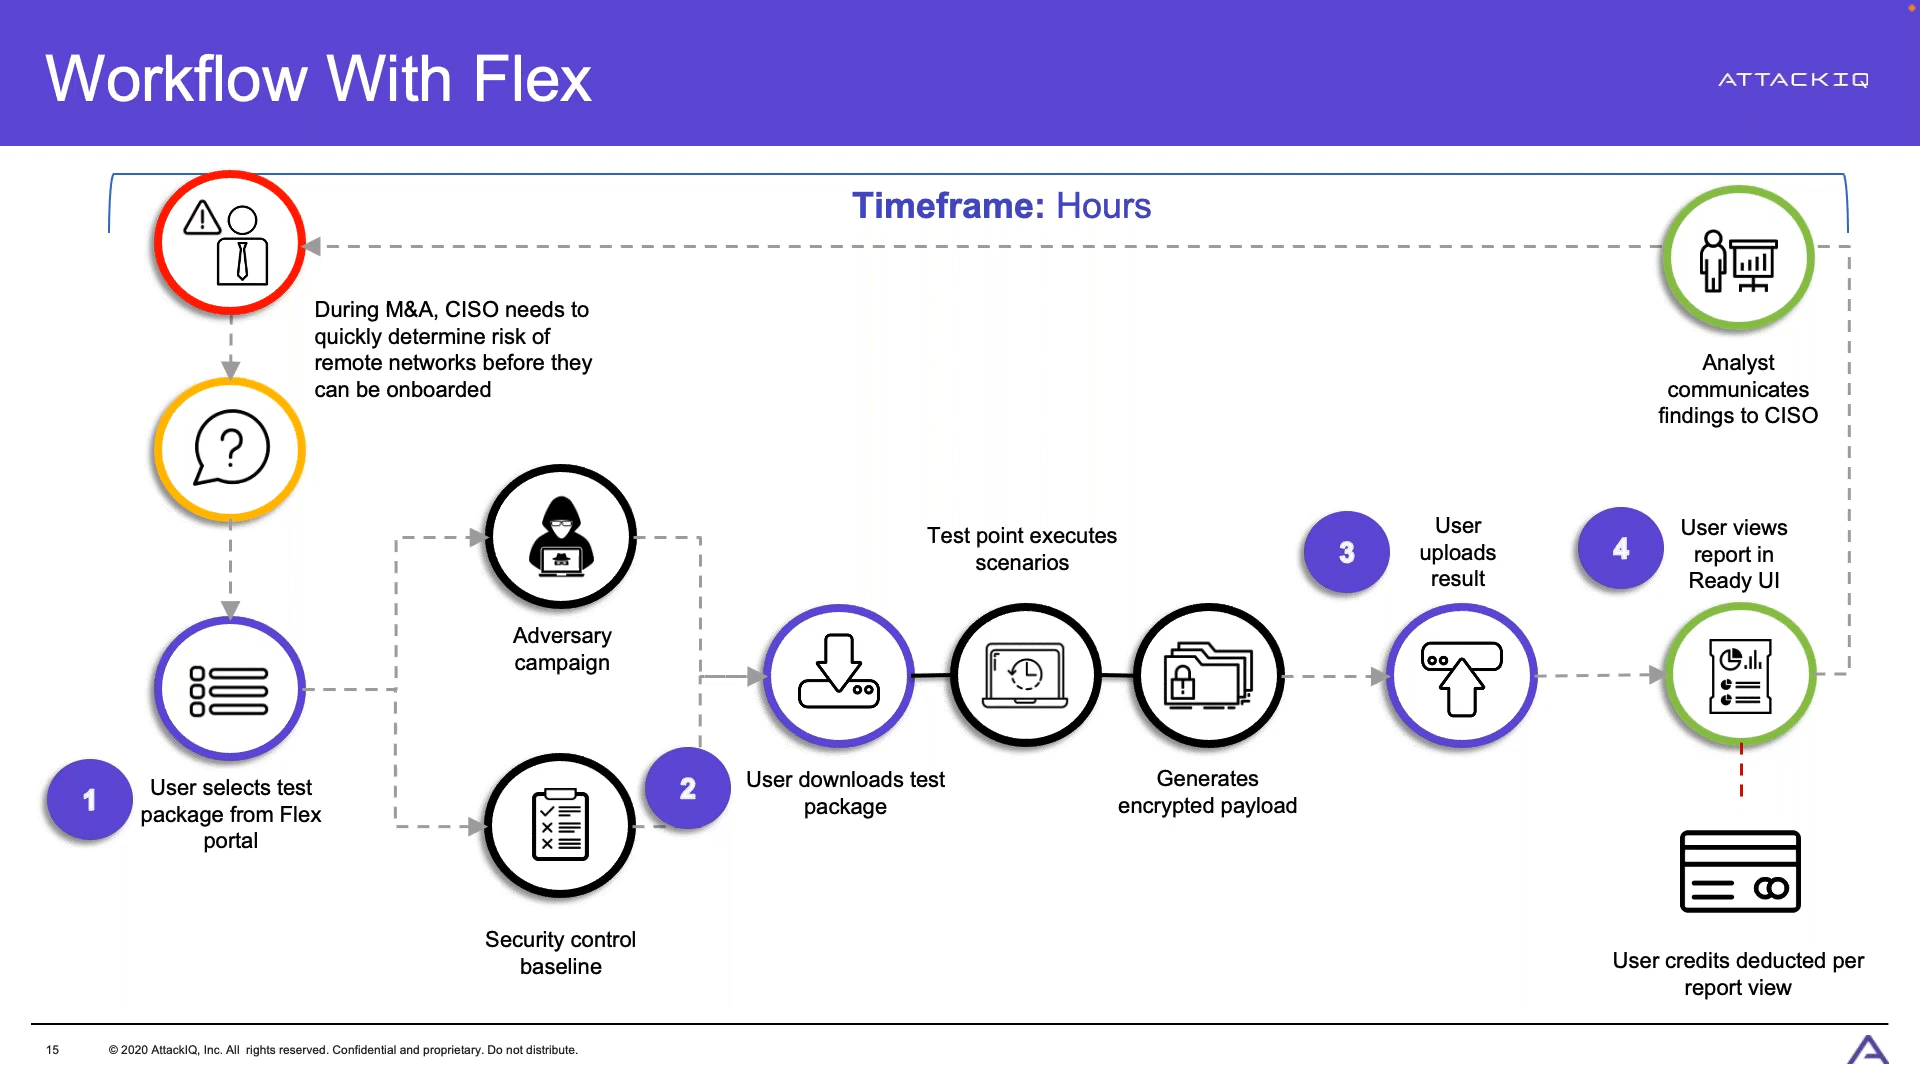 Workflow With Flex
ATTACKIQ
Timeframe: Hours
During M&A, CISO needs to
quickly determine risk of
remote networks before they
can be onboarded
Analyst
communicates
findings to CISO
?
Adversary
campaign
Test point executes
scenarios
3
User
uploads
result
4
User views
report in
Ready UI
1
User selects test
package from Flex
portal
2
User downloads test
package
Generates
encrypted payload
Security control
baseline
User credits deducted per
report view
15
© 2020 AttackIQ, Inc. All rights reserved. Confidential and proprietary. Do not distribute.